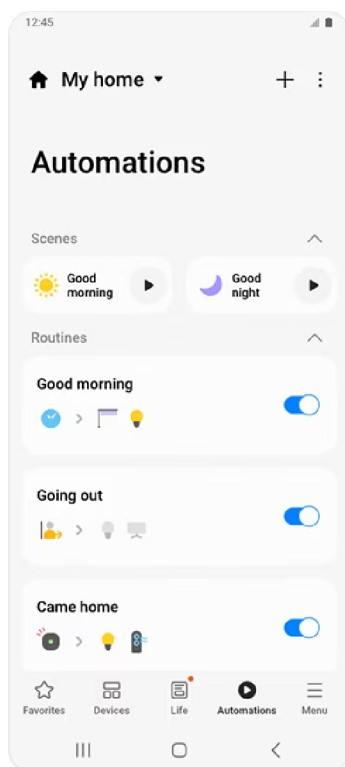 12:45
My home
Automations
Scenes
Good
morning
Good
night
Routines
Good morning
Going out
Came home
Favorites
Devices
Life
Automations
Menu